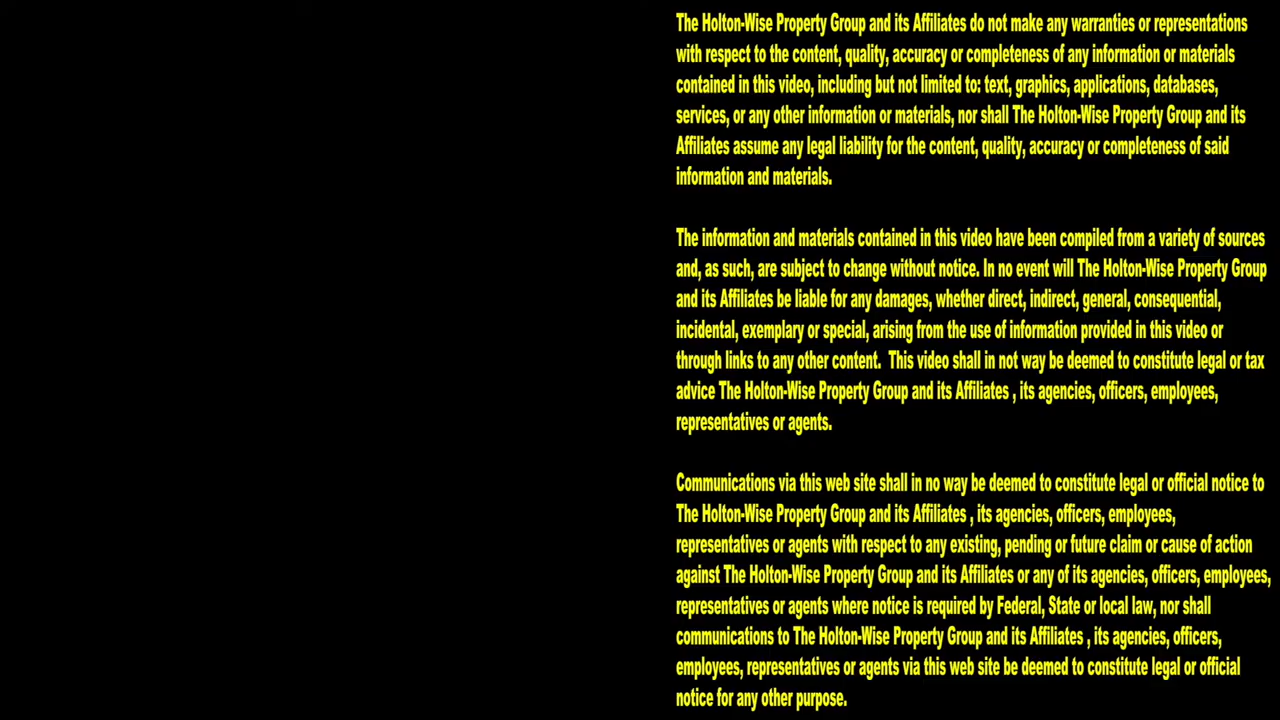 The Holton-Wise Property Group and its Affiliates do not make any warranties or representations
with respect to the content, quality, accuracy or completeness of any information or materials
contained in this video, including but not limited to: text, graphics, applications, databases,
services, or any other information or materials, nor shall The Holton-Wise Property Group and its
Affiliates assume any legal liability for the content, quality, accuracy or completeness of said
information and materials.
The information and materials contained in this video have been compiled from a variety of sources
and, as such, are subject to change without notice. In no event will The Holton-Wise Property Group
and its Affiliates be liable for any damages, whether direct, indirect, general, consequential,
incidental, exemplary or special, arising from the use of information provided in this video or
through links to any other content.  This video shall in not way be deemed to constitute legal or tax
advice The Holton-Wise Property Group and its Affiliates , its agencies, officers, employees,
representatives or agents.
Communications via this web site shall in no way be deemed to constitute legal or official notice to
The Holton-Wise Property Group and its Affiliates , its agencies, officers, employees,
representatives or agents with respect to any existing, pending or future claim or cause of action
against The Holton-Wise Property Group and its Affiliates or any of its agencies, officers, employees,
representatives or agents where notice is required by Federal, State or local law, nor shall
communications to The Holton-Wise Property Group and its Affiliates , its agencies, officers,
employees, representatives or agents via this web site be deemed to constitute legal or official
notice for any other purpose.